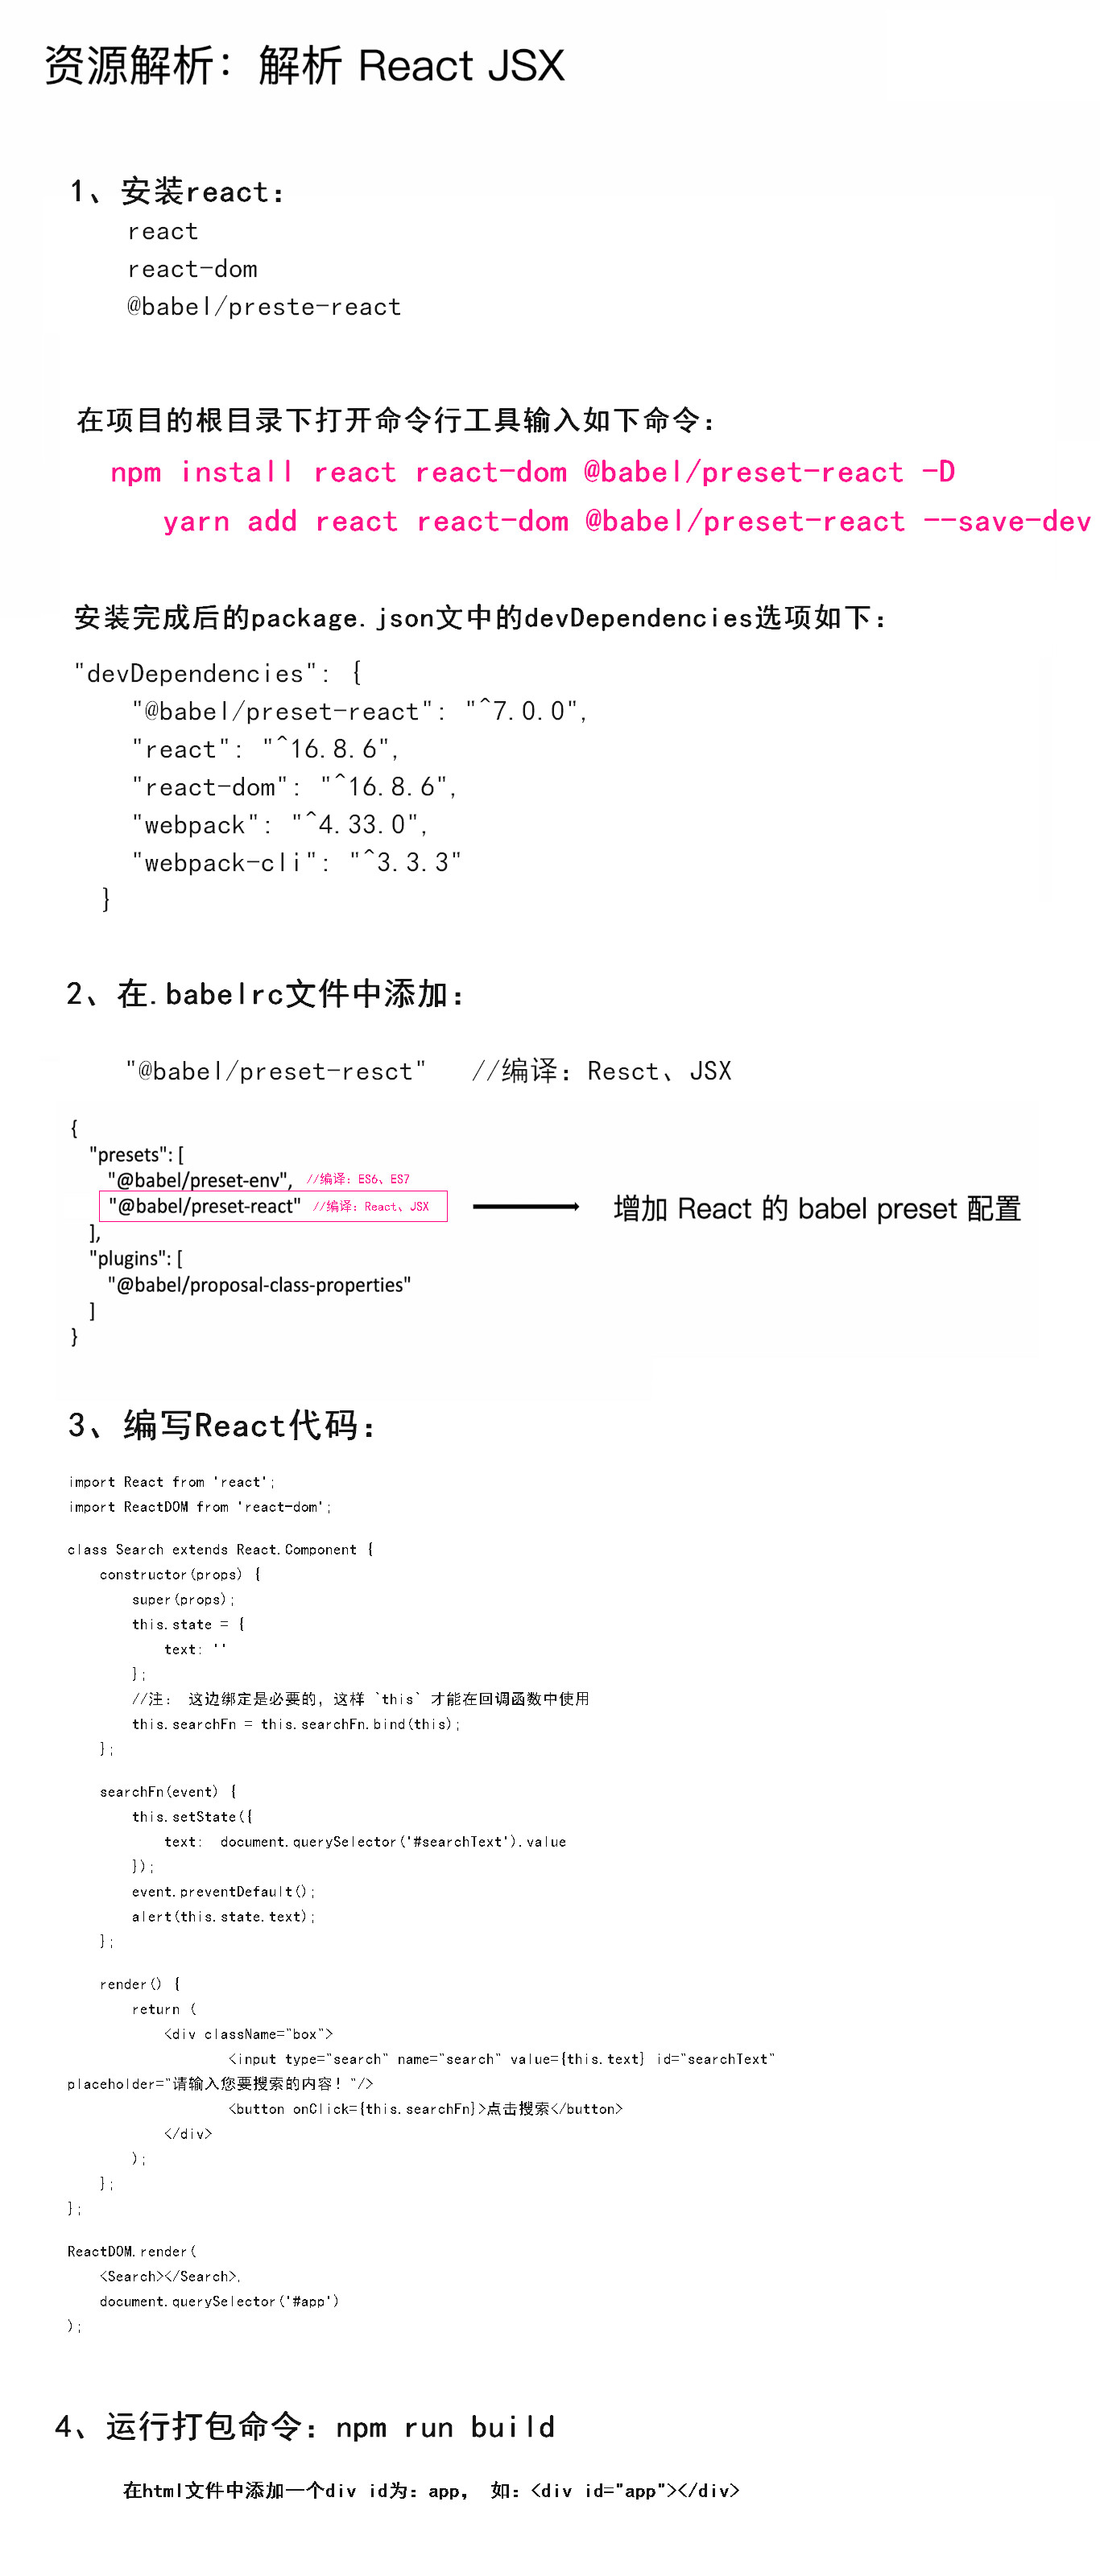 资源解析：解析 React JSX
1、安装react：
react
react-dom
@babel/preste-react
在项目的根目录下打开命令行工具输入如下命令：
npm install react react-dom @babel/preset-react -D
yarn add react react-dom @babel/preset-react --save-dev
安装完成后的package.json文中的devDependencies选项如下：
"devDependencies": {
"@babel/preset-react": "^7.0.0",
"react": "^16.8.6",
"react-dom": "^16.8.6",
"webpack": "^4.33.0",
"webpack-cli": "^3.3.3"
}
2、在.babelrc文件中添加：
"@babel/preset-resct" //编译：Resct、JSX
{
"presets": [
"@babel/preset-env", //编译：ES6、ES7
"@babel/preset-react" //编译：React、JSX
增加 React 的 babel preset 配置
],
"plugins": [
"@babel/proposal-class-properties"
]
}
3、编写React代码：
import React from 'react';
import ReactDOM from 'react-dom';
class Search extends React.Component {
constructor(props) {
super(props);
this.state = {
text: ''
};
//注： 这边绑定是必要的，这样 `this` 才能在回调函数中使用
this.searchFn = this.searchFn.bind(this);
};
searchFn(event) {
this.setState({
text:  document.querySelector('#searchText').value
});
event.preventDefault();
alert(this.state.text);
};
render() {
return (
<div className="box">
<input type="search" name="search" value={this.text} id="searchText"
placeholder="请输入您要搜索的内容！"/>
<button onClick={this.searchFn}>点击搜索</button>
</div>
);
};
};
ReactDOM.render(
<Search></Search>,
document.querySelector('#app')
);
4、运行打包命令：npm run build
在html文件中添加一个div id为：app， 如：<div id="app"></div>